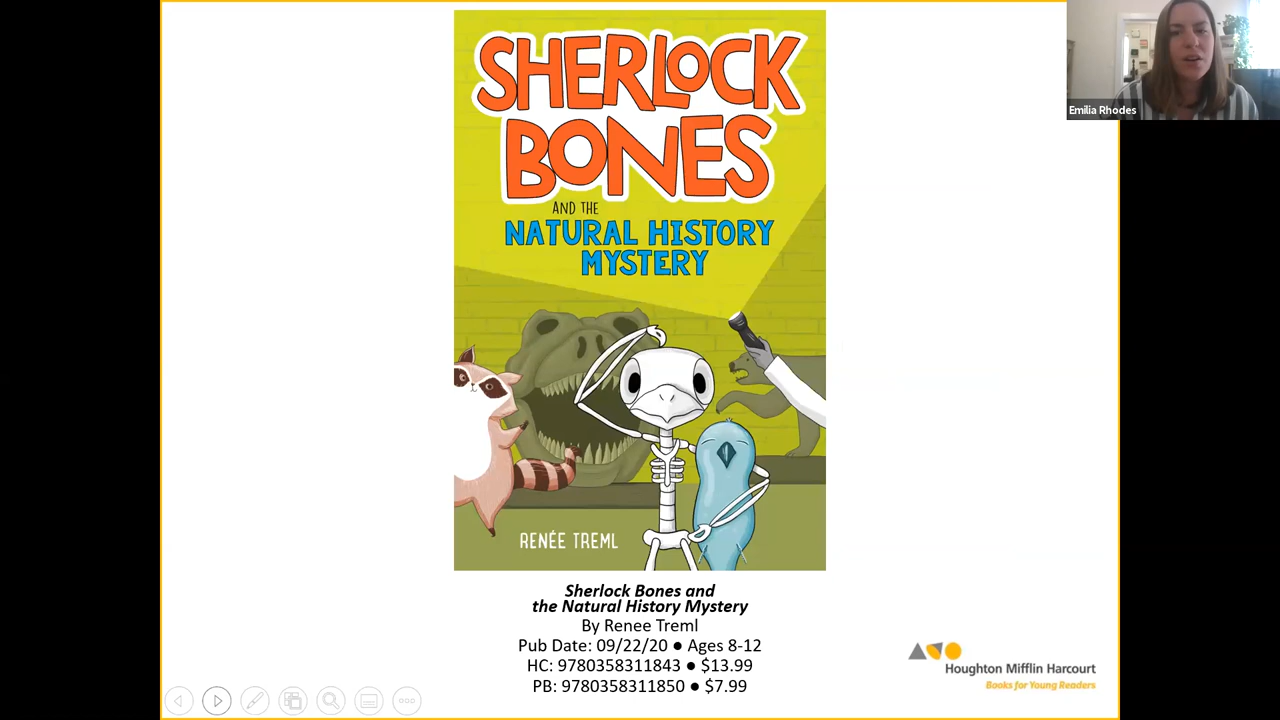 SHERLOCK
BONES
AND THE
NATURAL HISTORY
MYSTERY
RENÉE TREML
Emilia Rhodes
Sherlock Bones and
the Natural History Mystery
By Renee Treml
Pub Date: 09/22/20 ● Ages 8-12
HC: 9780358311843 ● $13.99
PB: 9780358311850 ● $7.99
Houghton Mifflin Harcourt
Books for Young Readers